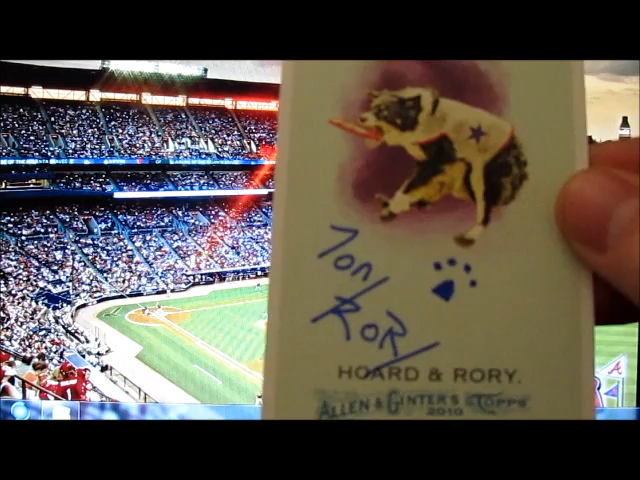 Ton/
RORy
HOARD & RORY.
ALLEN & GINTER'S TOPPS
2010